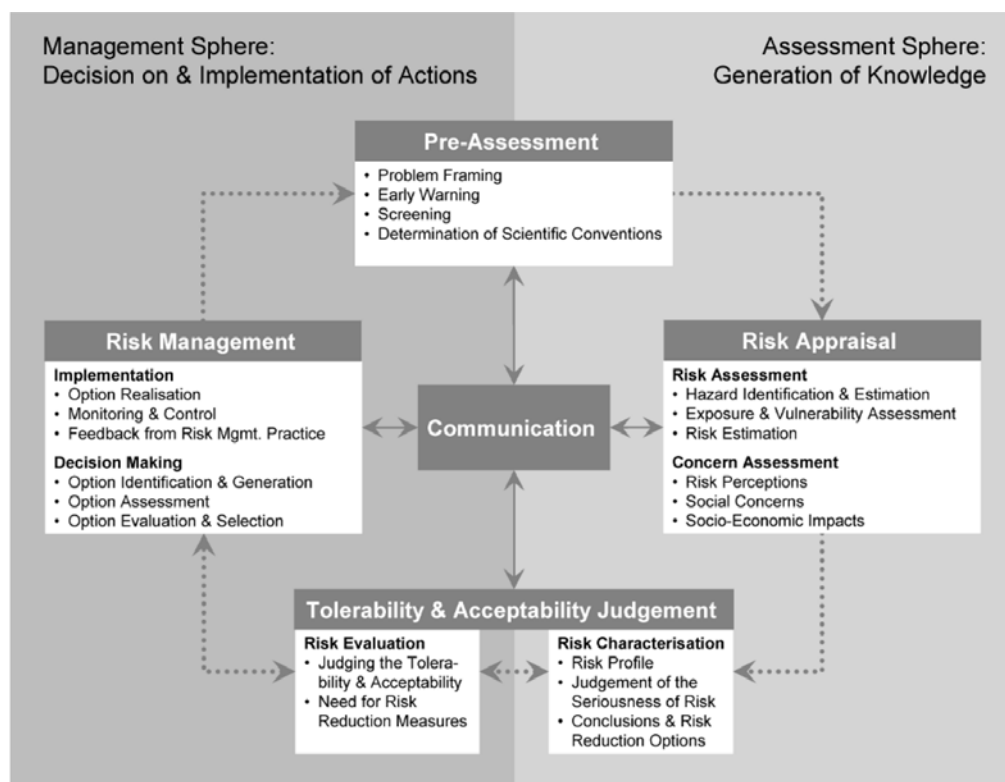 Management Sphere:
Decision on & Implementation of Actions
Assessment Sphere:
Generation of Knowledge
Pre-Assessment
• Problem Framing
• Early Warning
• Screening
• Determination of Scientific Conventions
Risk Management
Implementation
• Option Realisation
• Monitoring & Control
• Feedback from Risk Mgmt. Practice
Decision Making
• Option Identification & Generation
• Option Assessment
• Option Evaluation & Selection
Communication
Risk Appraisal
Risk Assessment
• Hazard Identification & Estimation
• Exposure & Vulnerability Assessment
• Risk Estimation
Concern Assessment
• Risk Perceptions
• Social Concerns
• Socio-Economic Impacts
Tolerability & Acceptability Judgement
Risk Evaluation
• Judging the Tolera-
bility & Acceptability
• Need for Risk
Reduction Measures
Risk Characterisation
• Risk Profile
• Judgement of the
Seriousness of Risk
• Conclusions & Risk
Reduction Options